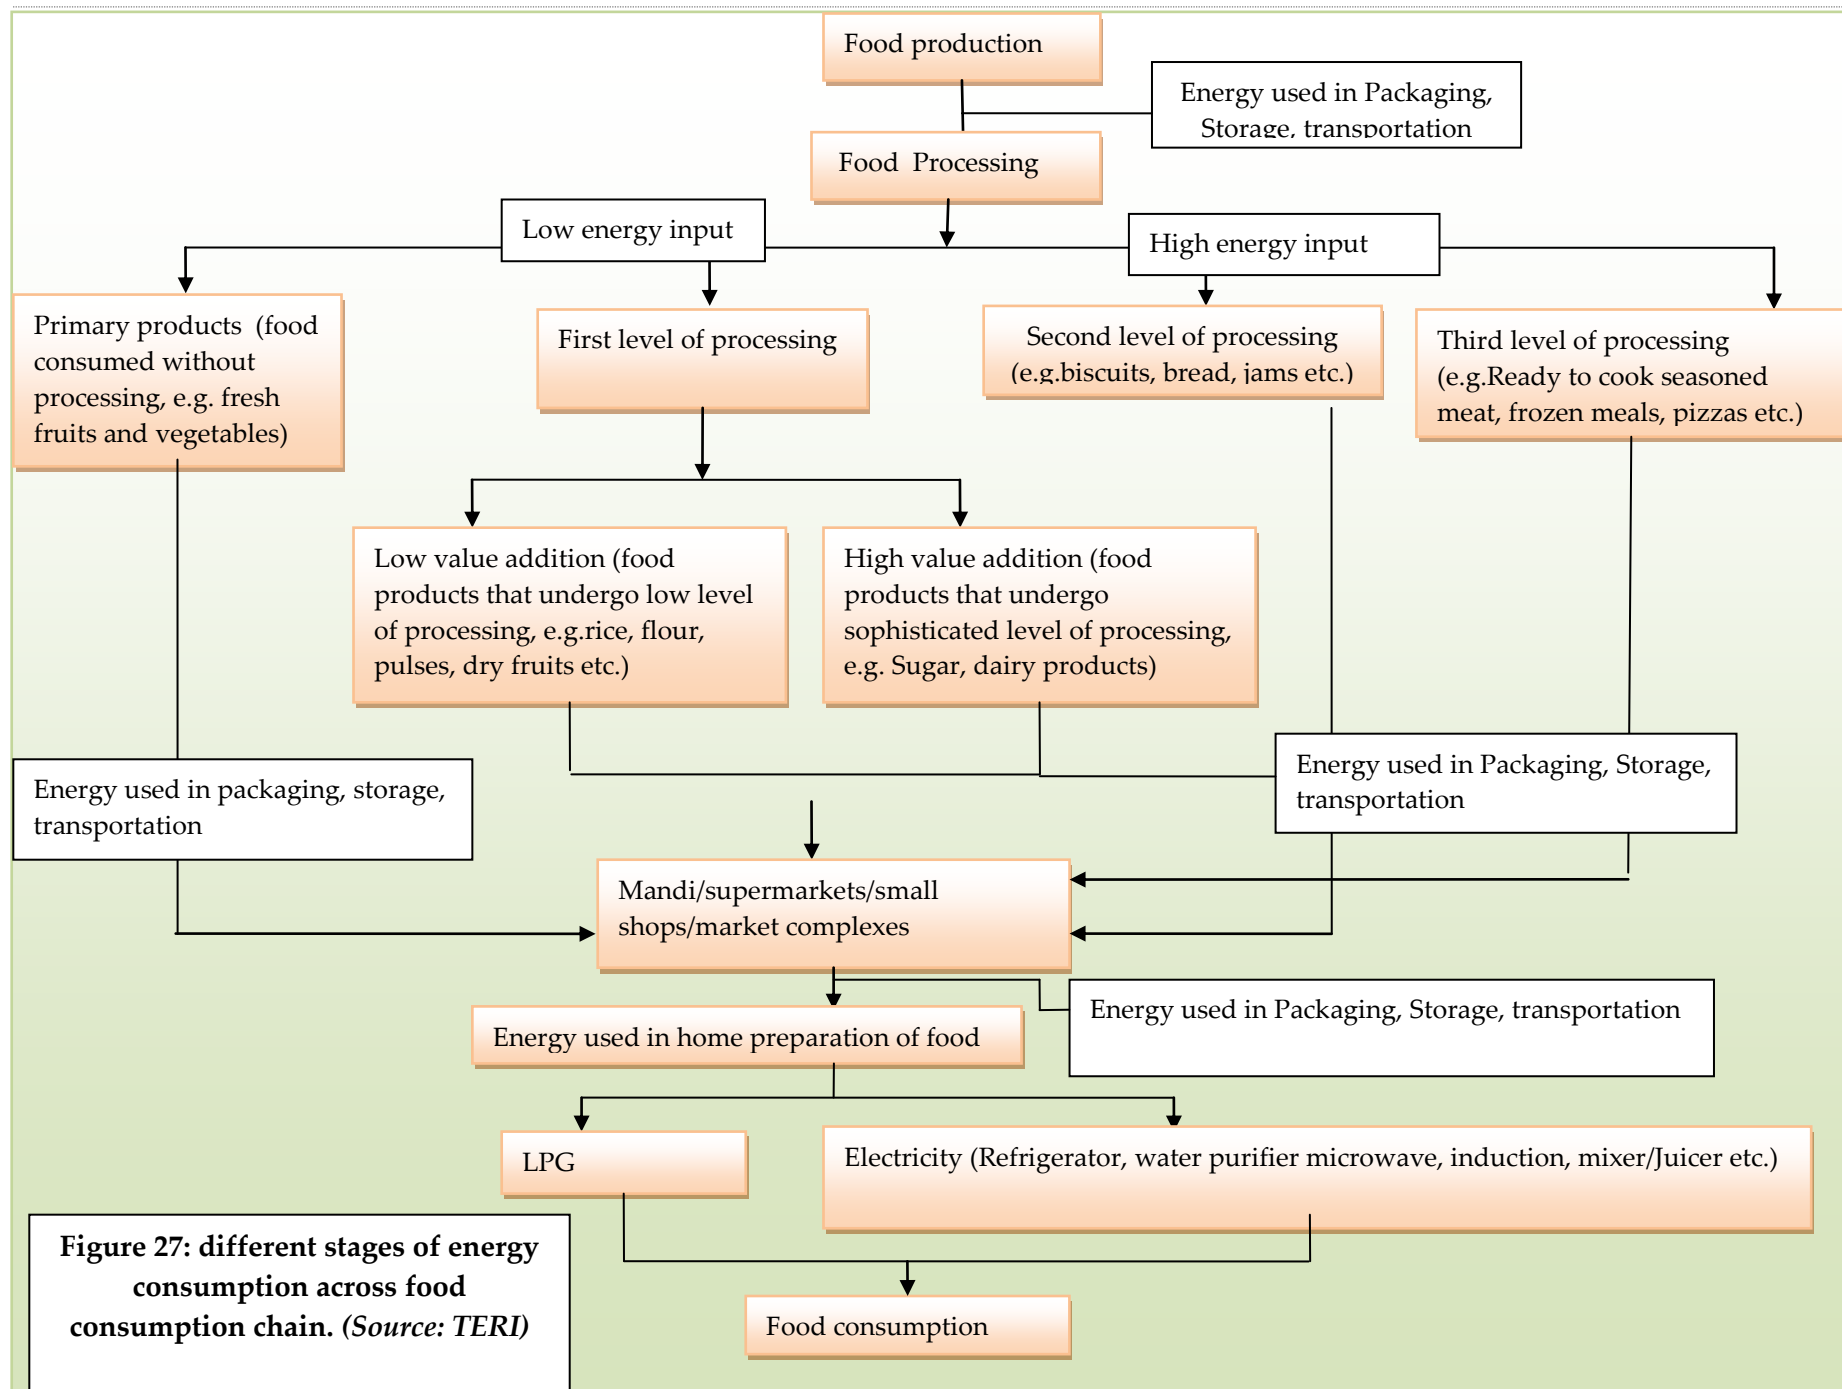 Food production
Energy used in Packaging,
Storage, transportation
Food  Processing
Low energy input
High energy input
Primary products  (food
consumed without
processing, e.g. fresh
fruits and vegetables)
First level of processing
Second level of processing
(e.g.biscuits, bread, jams etc.)
Third level of processing
(e.g.Ready to cook seasoned
meat, frozen meals, pizzas etc.)
Low value addition (food
products that undergo low level
of processing, e.g.rice, flour,
pulses, dry fruits etc.)
High value addition (food
products that undergo
sophisticated level of processing,
e.g. Sugar, dairy products)
Energy used in packaging, storage,
transportation
Energy used in Packaging, Storage,
transportation
Mandi/supermarkets/small
shops/market complexes
Energy used in Packaging, Storage, transportation
Energy used in home preparation of food
LPG
Electricity (Refrigerator, water purifier microwave, induction, mixer/Juicer etc.)
Figure 27: different stages of energy
consumption across food
consumption chain. (Source: TERI)
Food consumption